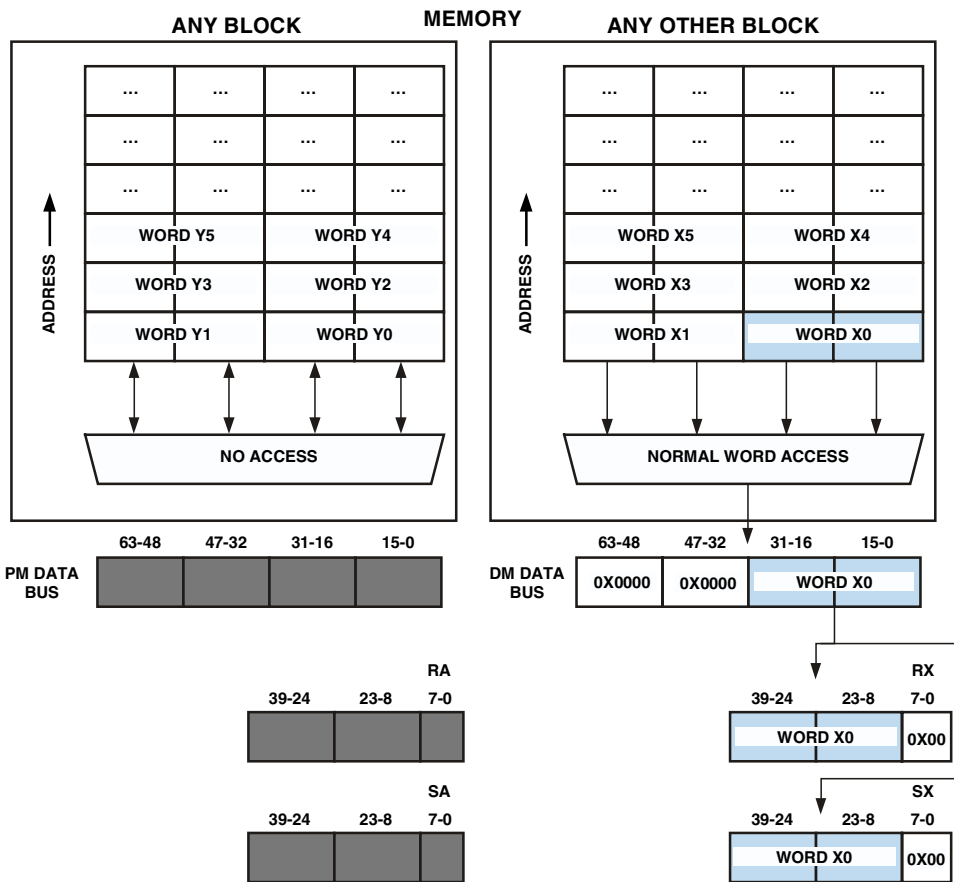 MEMORY
ANY BLOCK
ANY OTHER BLOCK
... ... ... ...
... ... ... ...
... ... ... ...
WORD Y5 WORD Y4
WORD Y3 WORD Y2
WORD Y1 WORD Y0
ADDRESS
NO ACCESS
... ... ... ...
... ... ... ...
... ... ... ...
WORD X5 WORD X4
WORD X3 WORD X2
WORD X1 WORD X0
ADDRESS
NORMAL WORD ACCESS
63-48 47-32 31-16 15-0
PM DATA
BUS
63-48 47-32 31-16 15-0
DM DATA
BUS
0X0000 0X0000 WORD X0
RA
39-24 23-8 7-0
RX
39-24 23-8 7-0
WORD X0 0X00
SA
39-24 23-8 7-0
SX
39-24 23-8 7-0
WORD X0 0X00